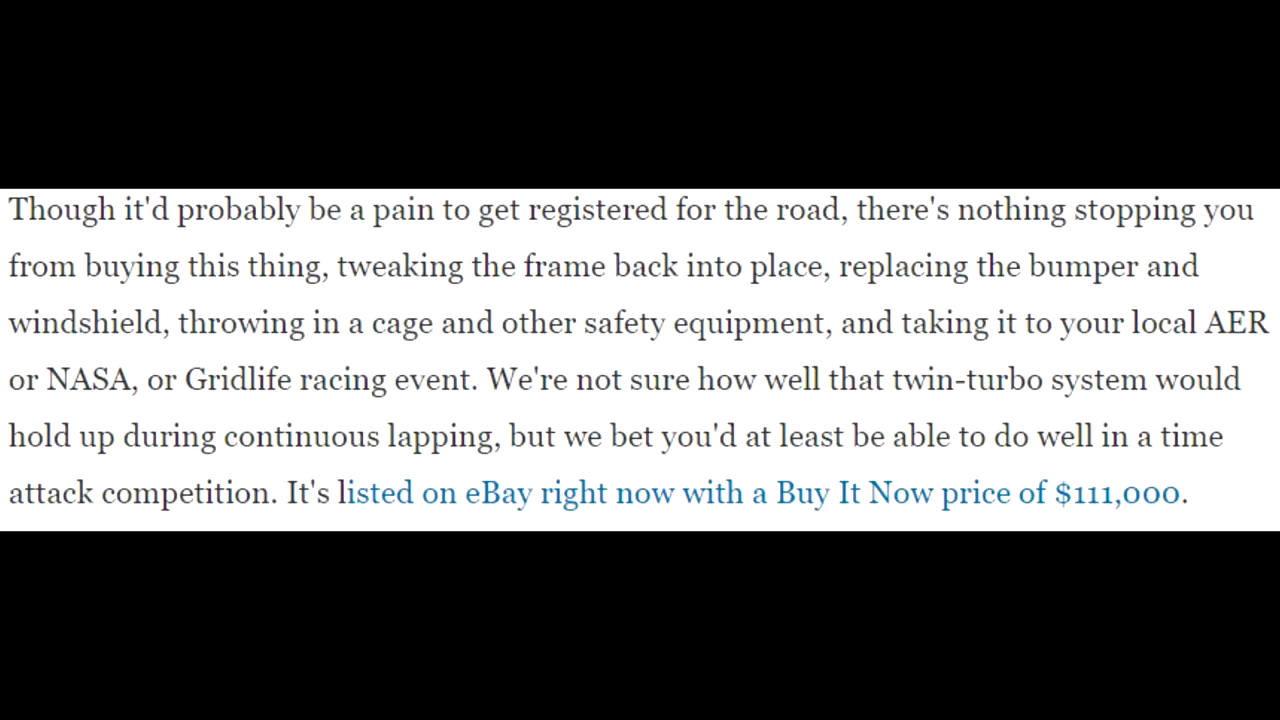 Though it'd probably be a pain to get registered for the road, there's nothing stopping you
from buying this thing, tweaking the frame back into place, replacing the bumper and
windshield, throwing in a cage and other safety equipment, and taking it to your local AER
or NASA, or Gridlife racing event. We're not sure how well that twin-turbo system would
hold up during continuous lapping, but we bet you'd at least be able to do well in a time
attack competition. It's listed on eBay right now with a Buy It Now price of $111,000.